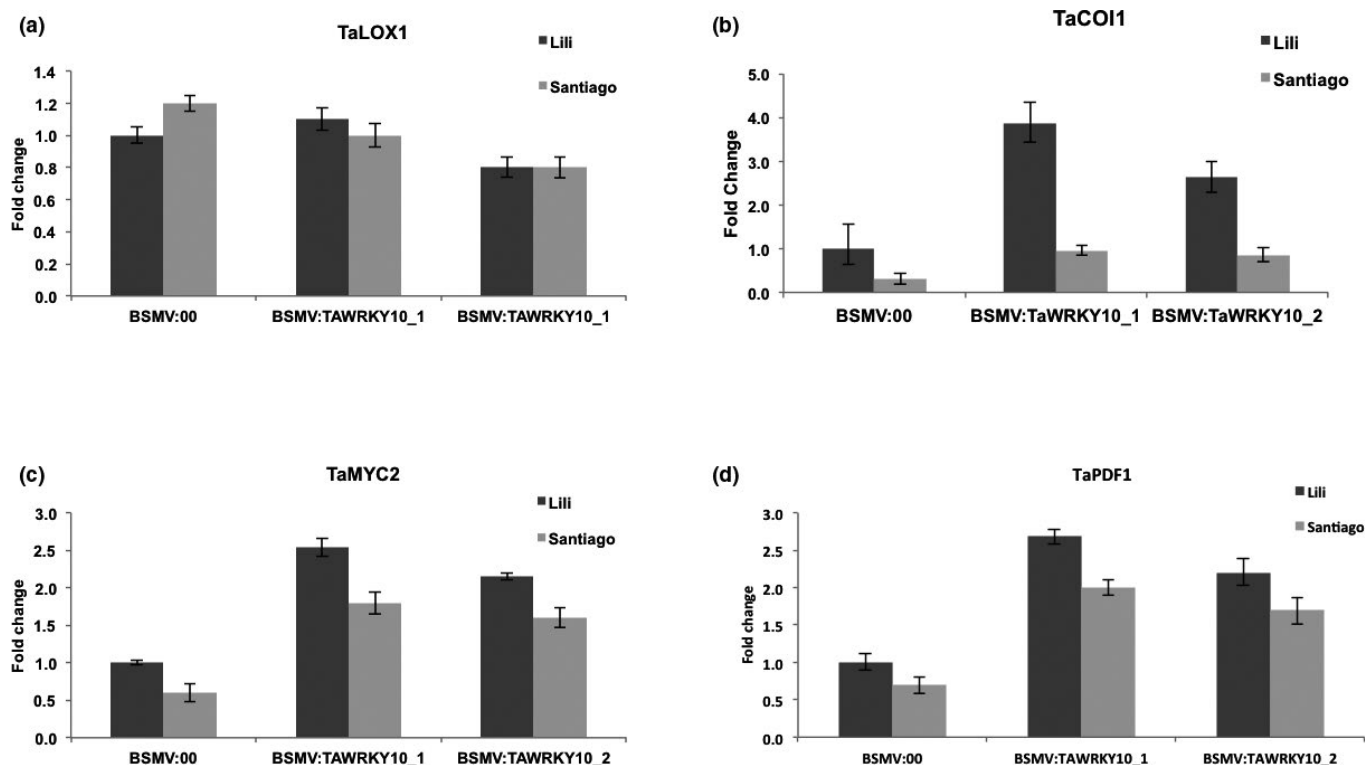 (a)
TaLOX1
Lili
Santiago
Fold change
1.4
1.2
1.0
0.8
0.6
0.4
0.2
0.0
BSMV:00 BSMV:TAWRKY10_1 BSMV:TAWRKY10_1
(b)
TaCOI1
Lili
Santiago
Fold Change
5.0
4.0
3.0
2.0
1.0
0.0
BSMV:00 BSMV:TaWRKY10_1 BSMV:TaWRKY10_2
(c)
TaMYC2
Lili
Santiago
Fold change
3.0
2.5
2.0
1.5
1.0
0.5
0.0
BSMV:00 BSMV:TAWRKY10_1 BSMV:TAWRKY10_2
(d)
TaPDF1
Lili
Santiago
Fold change
3.0
2.5
2.0
1.5
1.0
0.5
0.0
BSMV:00 BSMV:TAWRKY10_1 BSMV:TAWRKY10_2